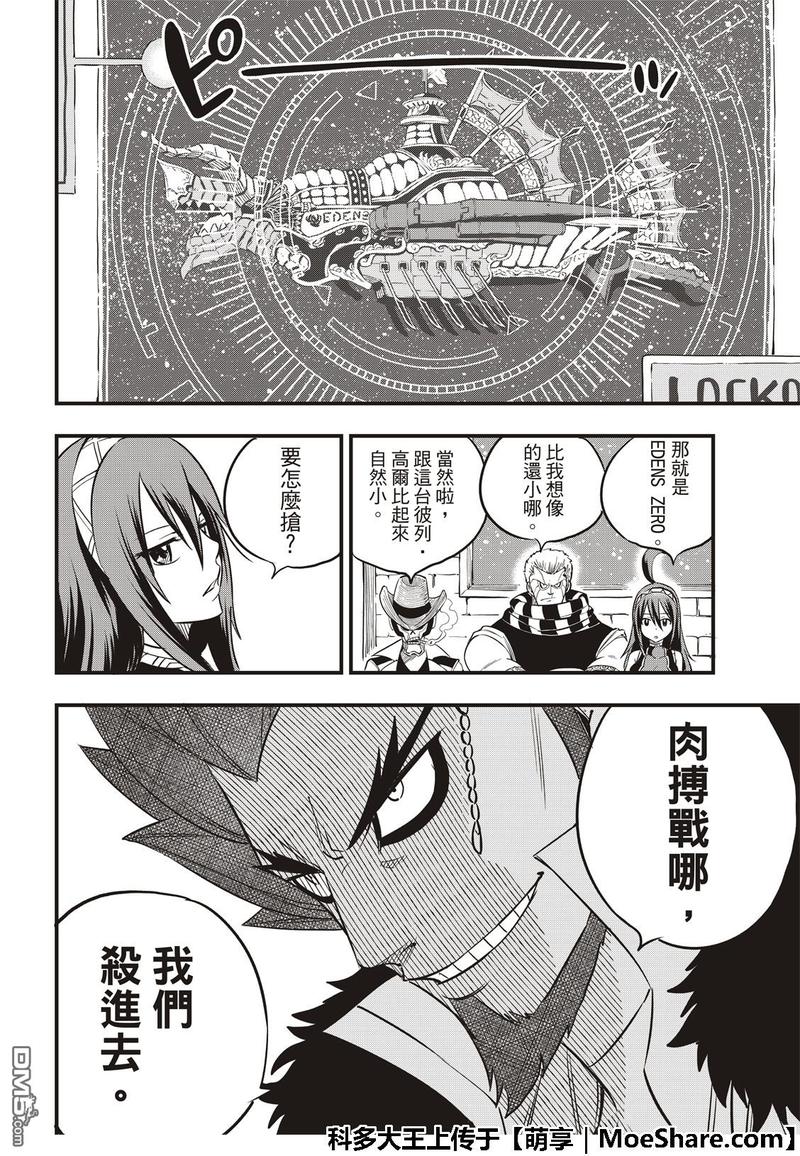 ピーッ
EDENS
LOCKO
那就是
EDENS ZERO。
比我想像
的還小哪。
當然啦，
跟這台彼列．
高爾比起來
自然小。
要怎麼搶？
肉搏戰哪，
我們
殺進去。
DM5
.com
科多大王上传于【萌享｜MoeShare.com】